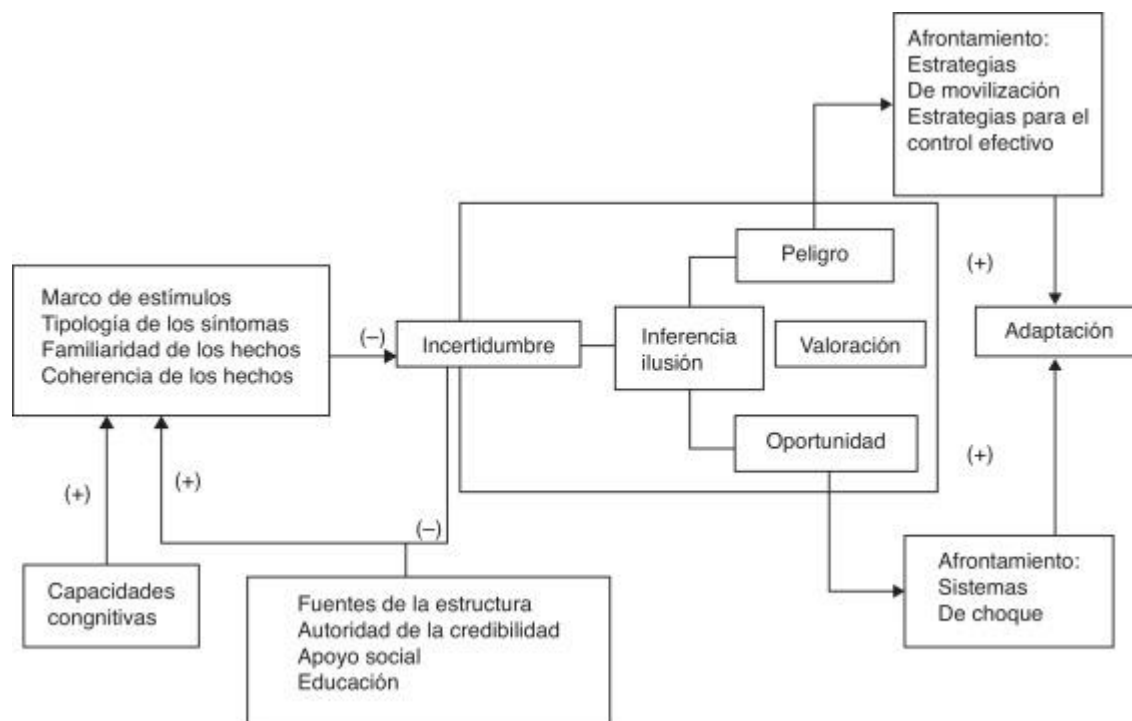 Afrontamiento:
Estrategias
De movilización
Estrategias para el
control efectivo
Peligro
(+)
Marco de estímulos
Tipología de los síntomas
Familiaridad de los hechos
Coherencia de los hechos
(–)
Incertidumbre
Inferencia
ilusión
Valoración
Adaptación
Oportunidad
(+)
(+)
(+)
(–)
Capacidades
congnitivas
Fuentes de la estructura
Autoridad de la credibilidad
Apoyo social
Educación
Afrontamiento:
Sistemas
De choque